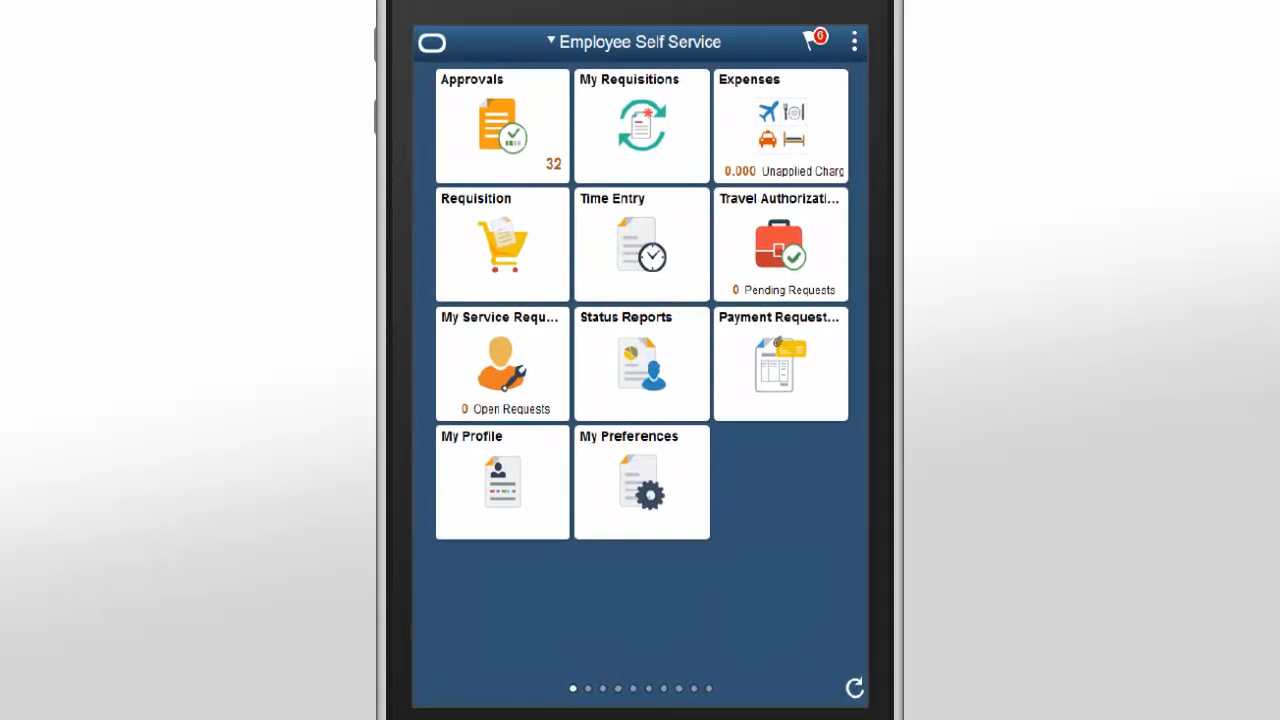 Employee Self Service
6
Approvals
32
My Requisitions
Expenses
0.000 Unapplied Charg
Requisition
Time Entry
Travel Authorizati...
0 Pending Requests
My Service Requ...
0 Open Requests
Status Reports
Payment Request...
My Profile
My Preferences